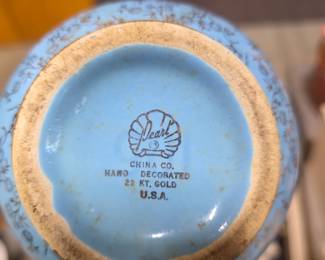 Pearl
CHINA CO.
HAND DECORATED
22 KT. GOLD
U.S.A.